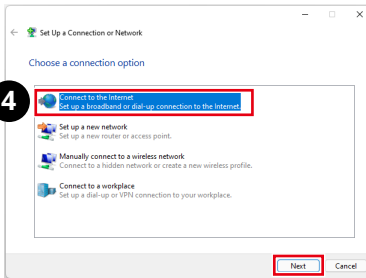 Set Up a Connection or Network
Choose a connection option
4
Connect to the Internet
Set up a broadband or dial-up connection to the Internet.
Set up a new network
Set up a new router or access point.
Manually connect to a wireless network
Connect to a hidden network or create a new wireless profile.
Connect to a workplace
Set up a dial-up or VPN connection to your workplace.
Next
Cancel